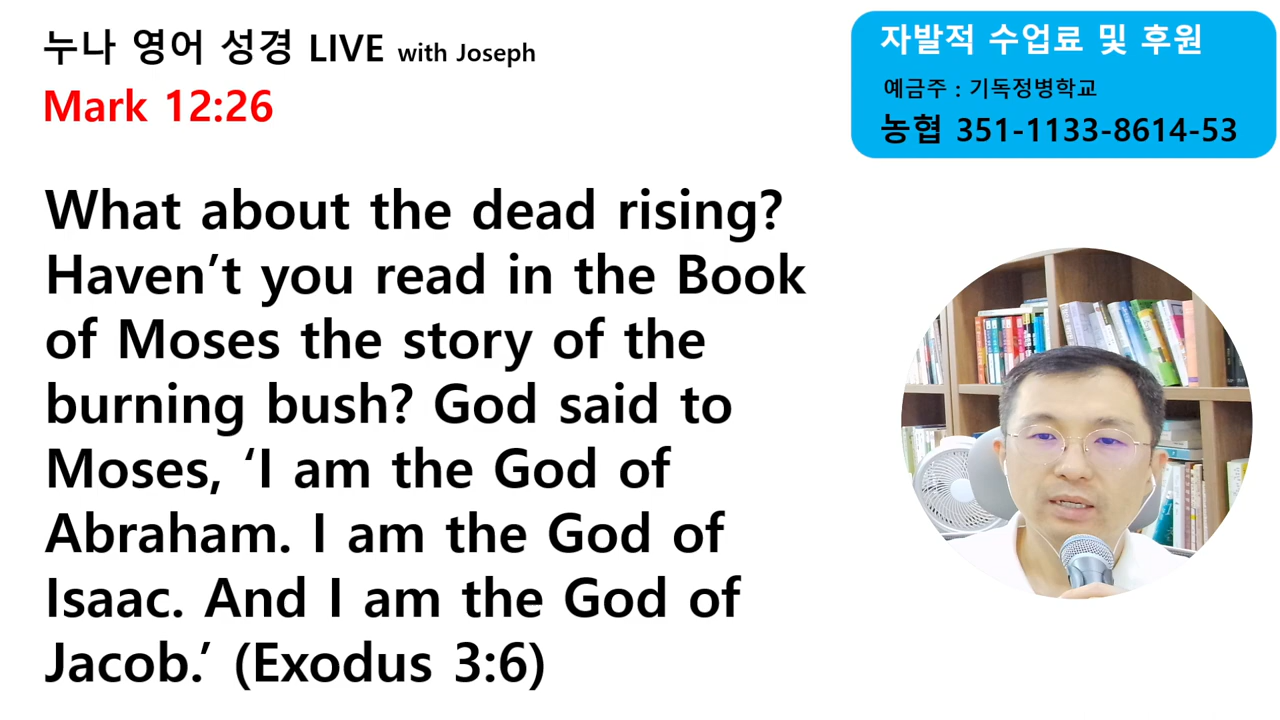 누나 영어 성경 LIVE with Joseph
Mark 12:26
자발적 수업료 및 후원
예금주 : 기독정병학교
농협 351-1133-8614-53
What about the dead rising?
Haven’t you read in the Book
of Moses the story of the
burning bush? God said to
Moses, ‘I am the God of
Abraham. I am the God of
Isaac. And I am the God of
Jacob.’ (Exodus 3:6)